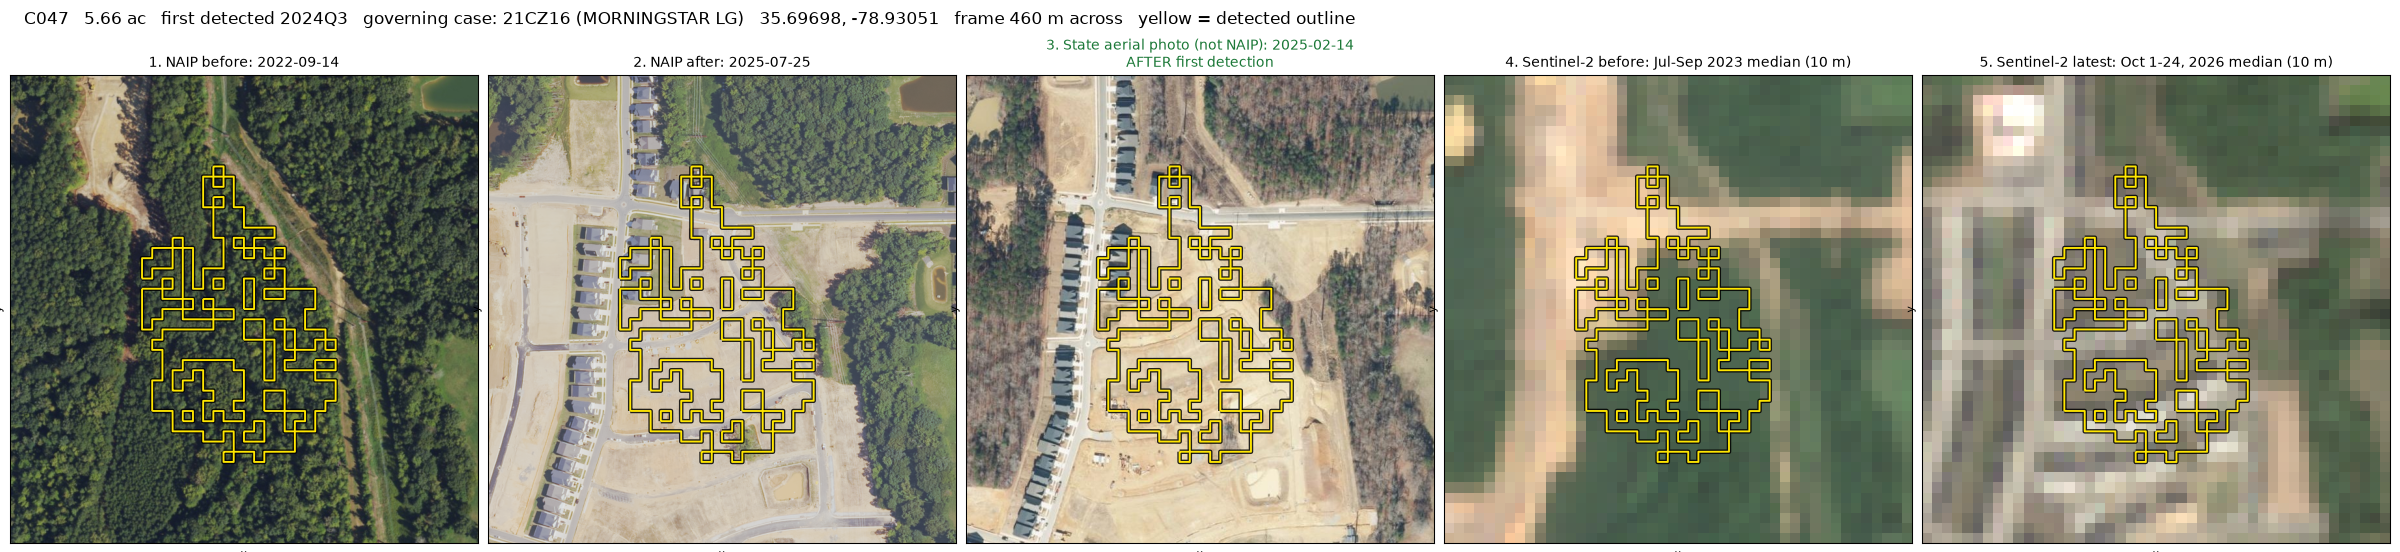 C047   5.66 ac   first detected 2024Q3   governing case: 21CZ16 (MORNINGSTAR LG)   35.69698, -78.93051   frame 460 m across   yellow = detected outline
1. NAIP before: 2022-09-14
2. NAIP after: 2025-07-25
3. State aerial photo (not NAIP): 2025-02-14
AFTER first detection
4. Sentinel-2 before: Jul-Sep 2023 median (10 m)
5. Sentinel-2 latest: Oct 1-24, 2026 median (10 m)